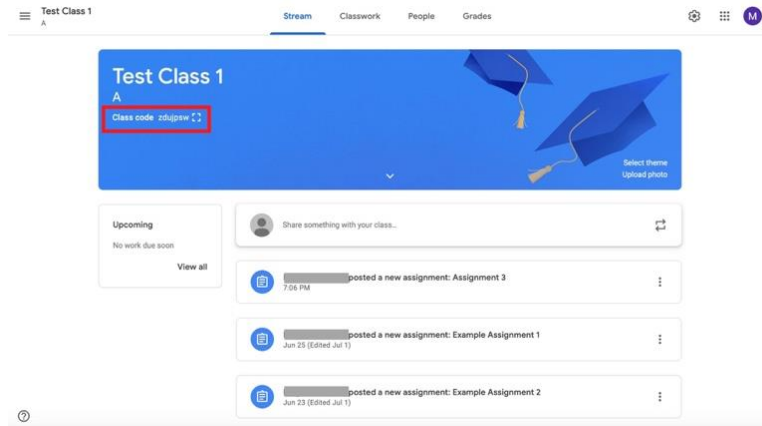 Test Class 1
A
Stream Classwork People Grades
M
Test Class 1
A
Class code zdujpsw
Select theme
Upload photo
Upcoming
No work due soon
View all
Share something with your class...
posted a new assignment: Assignment 3
7:06 PM
posted a new assignment: Example Assignment 1
Jun 25 (Edited Jul 1)
posted a new assignment: Example Assignment 2
Jun 23 (Edited Jul 1)
?